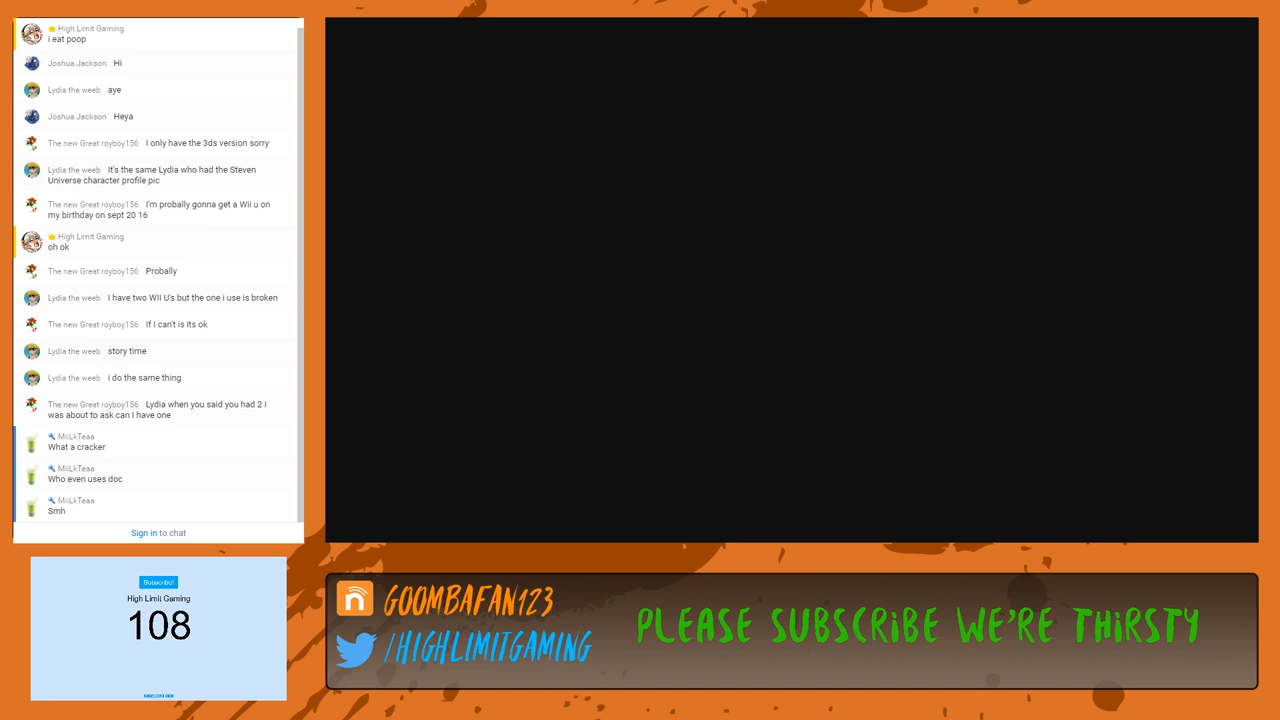 High Limit Gaming
i eat poop
Joshua Jackson Hi
Lydia the weeb aye
Joshua Jackson Heya
The new Great royboy156 I only have the 3ds version sorry
Lydia the weeb It's the same Lydia who had the Steven
Universe character profile pic
The new Great royboy156 I'm probally gonna get a Wii u on
my birthday on sept 20 16
High Limit Gaming
oh ok
The new Great royboy156 Probally
Lydia the weeb I have two WII U's but the one i use is broken
The new Great royboy156 If I can't is its ok
Lydia the weeb story time
Lydia the weeb i do the same thing
The new Great royboy156 Lydia when you said you had 2 I
was about to ask can I have one
MiiLkTeaa
What a cracker
MiiLkTeaa
Who even uses doc
MiiLkTeaa
Smh
Sign in to chat
Subscribe!
High Limit Gaming
108
GOOMBAFAN123
/HIGHLIMITGAMING
PLEASE SUBSCRiBE WE'RE THiRSTY